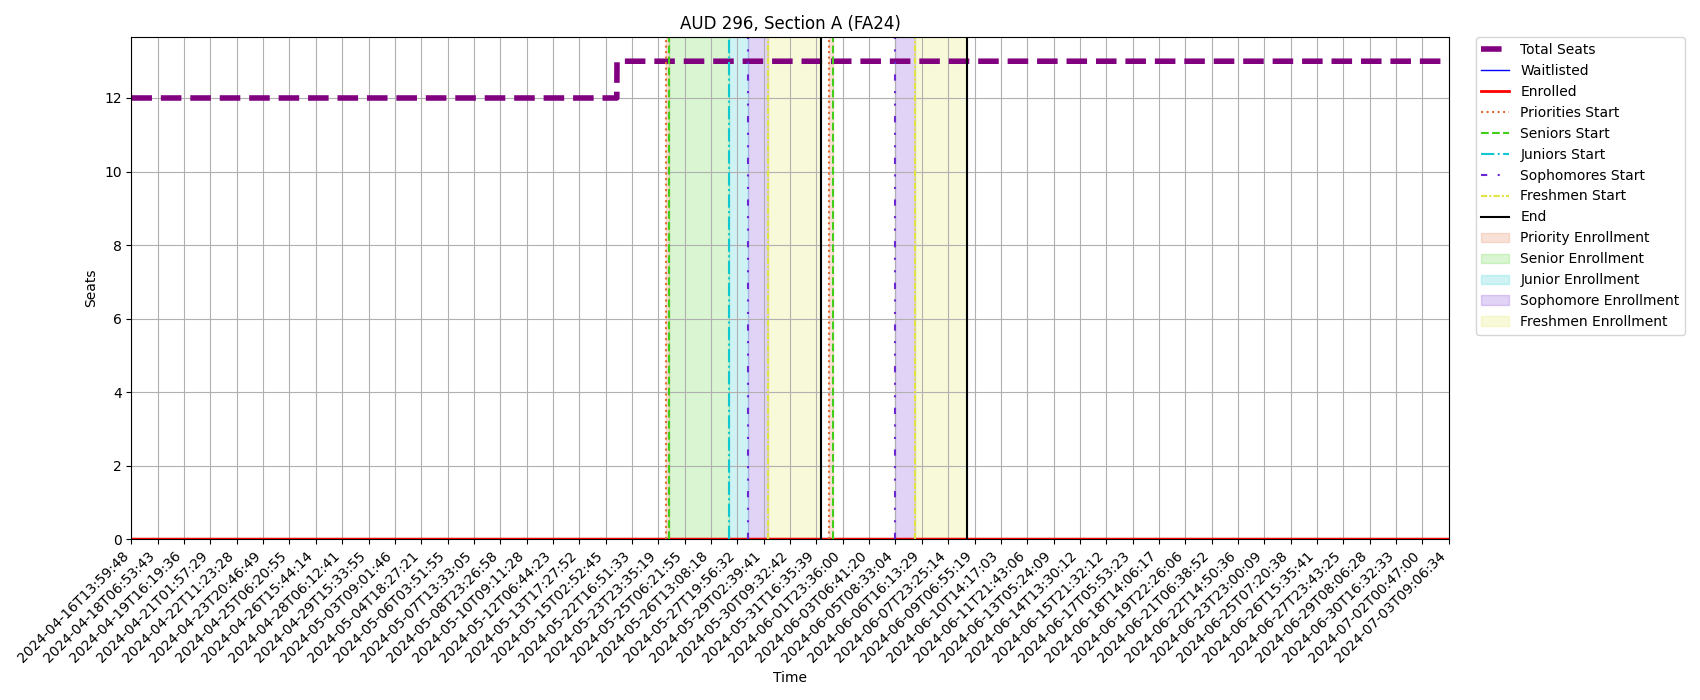 AUD 296, Section A (FA24)
Total Seats
Waitlisted
Enrolled
Priorities Start
Seniors Start
Juniors Start
Sophomores Start
Freshmen Start
End
Priority Enrollment
Senior Enrollment
Junior Enrollment
Sophomore Enrollment
Freshmen Enrollment
Seats
12
10
8
6
4
2
0
2024-04-16T13:59:48
2024-04-18T06:53:43
2024-04-19T16:19:36
2024-04-21T01:57:29
2024-04-22T11:23:28
2024-04-23T20:46:49
2024-04-25T06:20:55
2024-04-26T15:44:14
2024-04-28T06:12:41
2024-04-29T15:33:55
2024-05-03T09:01:46
2024-05-04T18:27:21
2024-05-06T03:51:55
2024-05-07T13:33:05
2024-05-08T23:26:58
2024-05-10T09:11:28
2024-05-12T06:44:23
2024-05-13T17:27:52
2024-05-15T02:52:45
2024-05-22T16:51:33
2024-05-23T23:35:19
2024-05-25T06:21:55
2024-05-26T13:08:18
2024-05-27T19:56:32
2024-05-29T02:39:41
2024-05-30T09:32:42
2024-05-31T16:35:39
2024-06-01T23:36:00
2024-06-03T06:41:20
2024-06-05T08:33:04
2024-06-06T16:13:29
2024-06-07T23:25:14
2024-06-09T06:55:19
2024-06-10T14:17:03
2024-06-11T21:43:06
2024-06-13T05:24:09
2024-06-14T13:30:12
2024-06-15T21:32:12
2024-06-17T05:53:23
2024-06-18T14:06:17
2024-06-19T22:26:06
2024-06-21T06:38:52
2024-06-22T14:50:36
2024-06-23T23:00:09
2024-06-25T07:20:38
2024-06-26T15:35:41
2024-06-27T23:43:25
2024-06-29T08:06:28
2024-06-30T16:32:33
2024-07-02T00:47:00
2024-07-03T09:06:34
Time